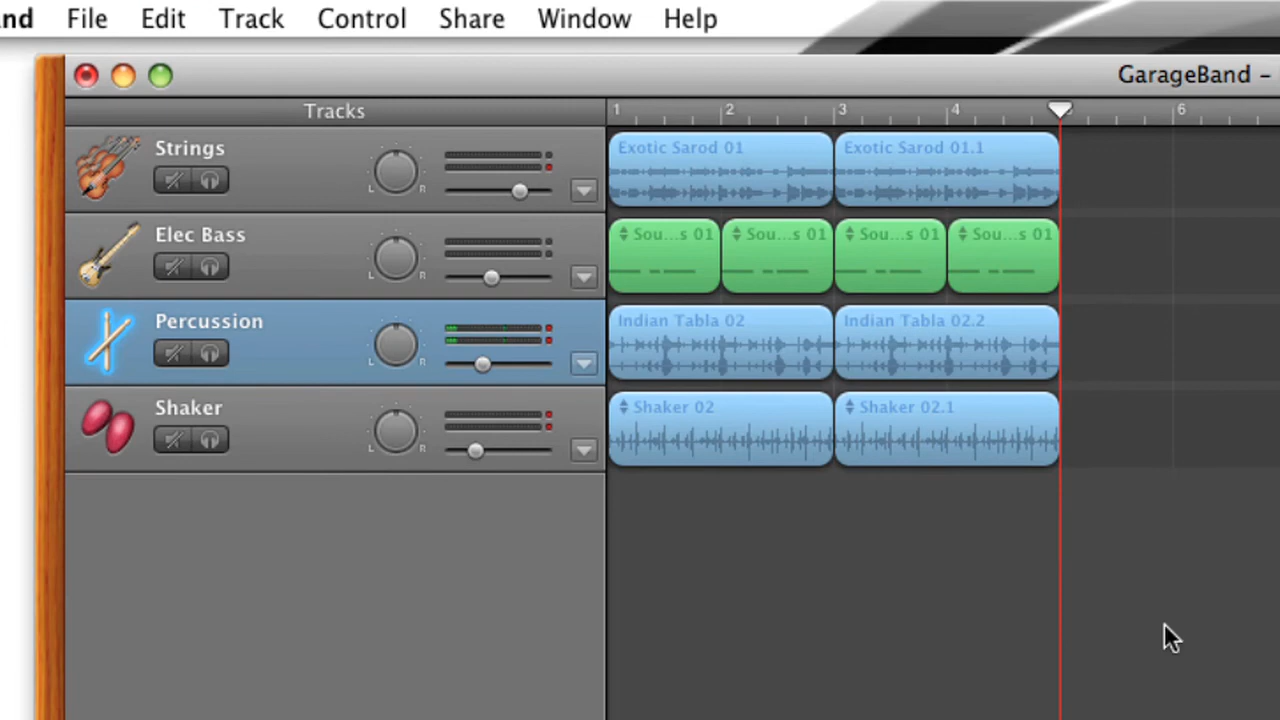 nd File Edit Track Control Share Window Help
GarageBand –
Tracks 1 2 3 4 6
Strings Exotic Sarod 01 Exotic Sarod 01.1
L R
Elec Bass Sou...s 01 Sou...s 01 Sou...s 01 Sou...s 01
L R
Percussion Indian Tabla 02 Indian Tabla 02.2
L R
Shaker Shaker 02 Shaker 02.1
L R